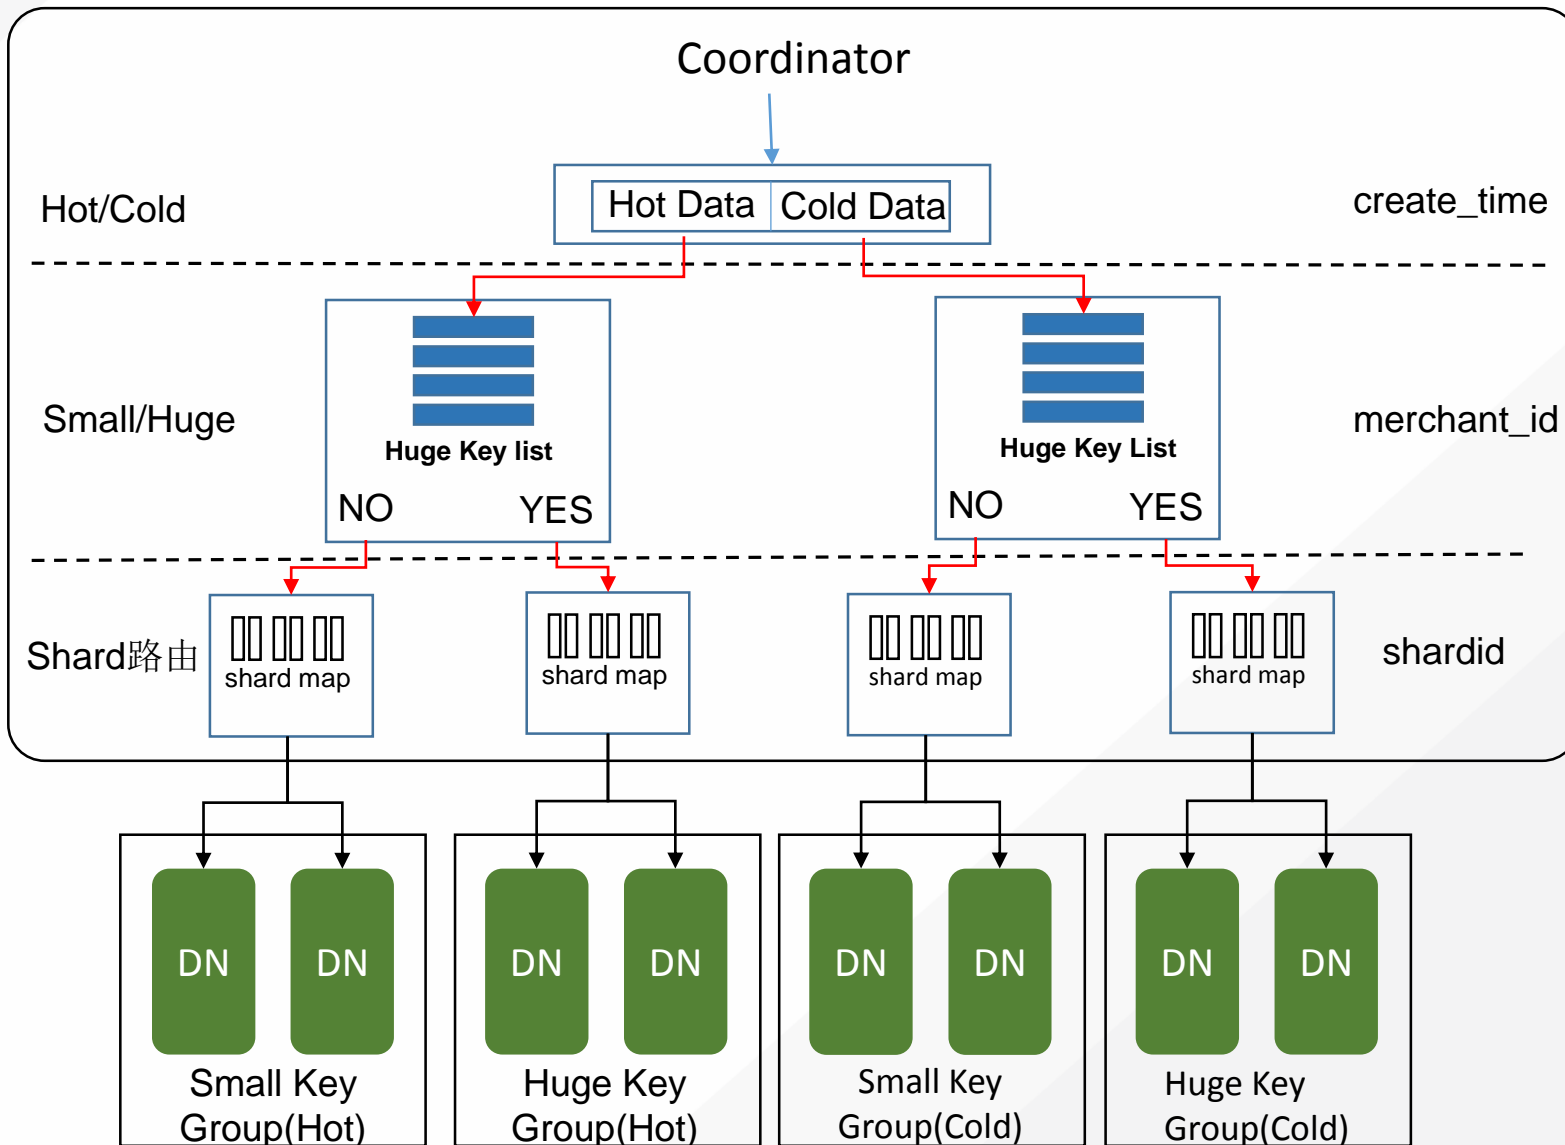 Coordinator
Hot/Cold
Hot Data
Cold Data
create_time
Small/Huge
Huge Key list
NO
YES
Huge Key List
NO
YES
merchant_id
Shard路由
shard map
shard map
shard map
shard map
shardid
DN
DN
Small Key
Group(Hot)
DN
DN
Huge Key
Group(Hot)
DN
DN
Small Key
Group(Cold)
DN
DN
Huge Key
Group(Cold)